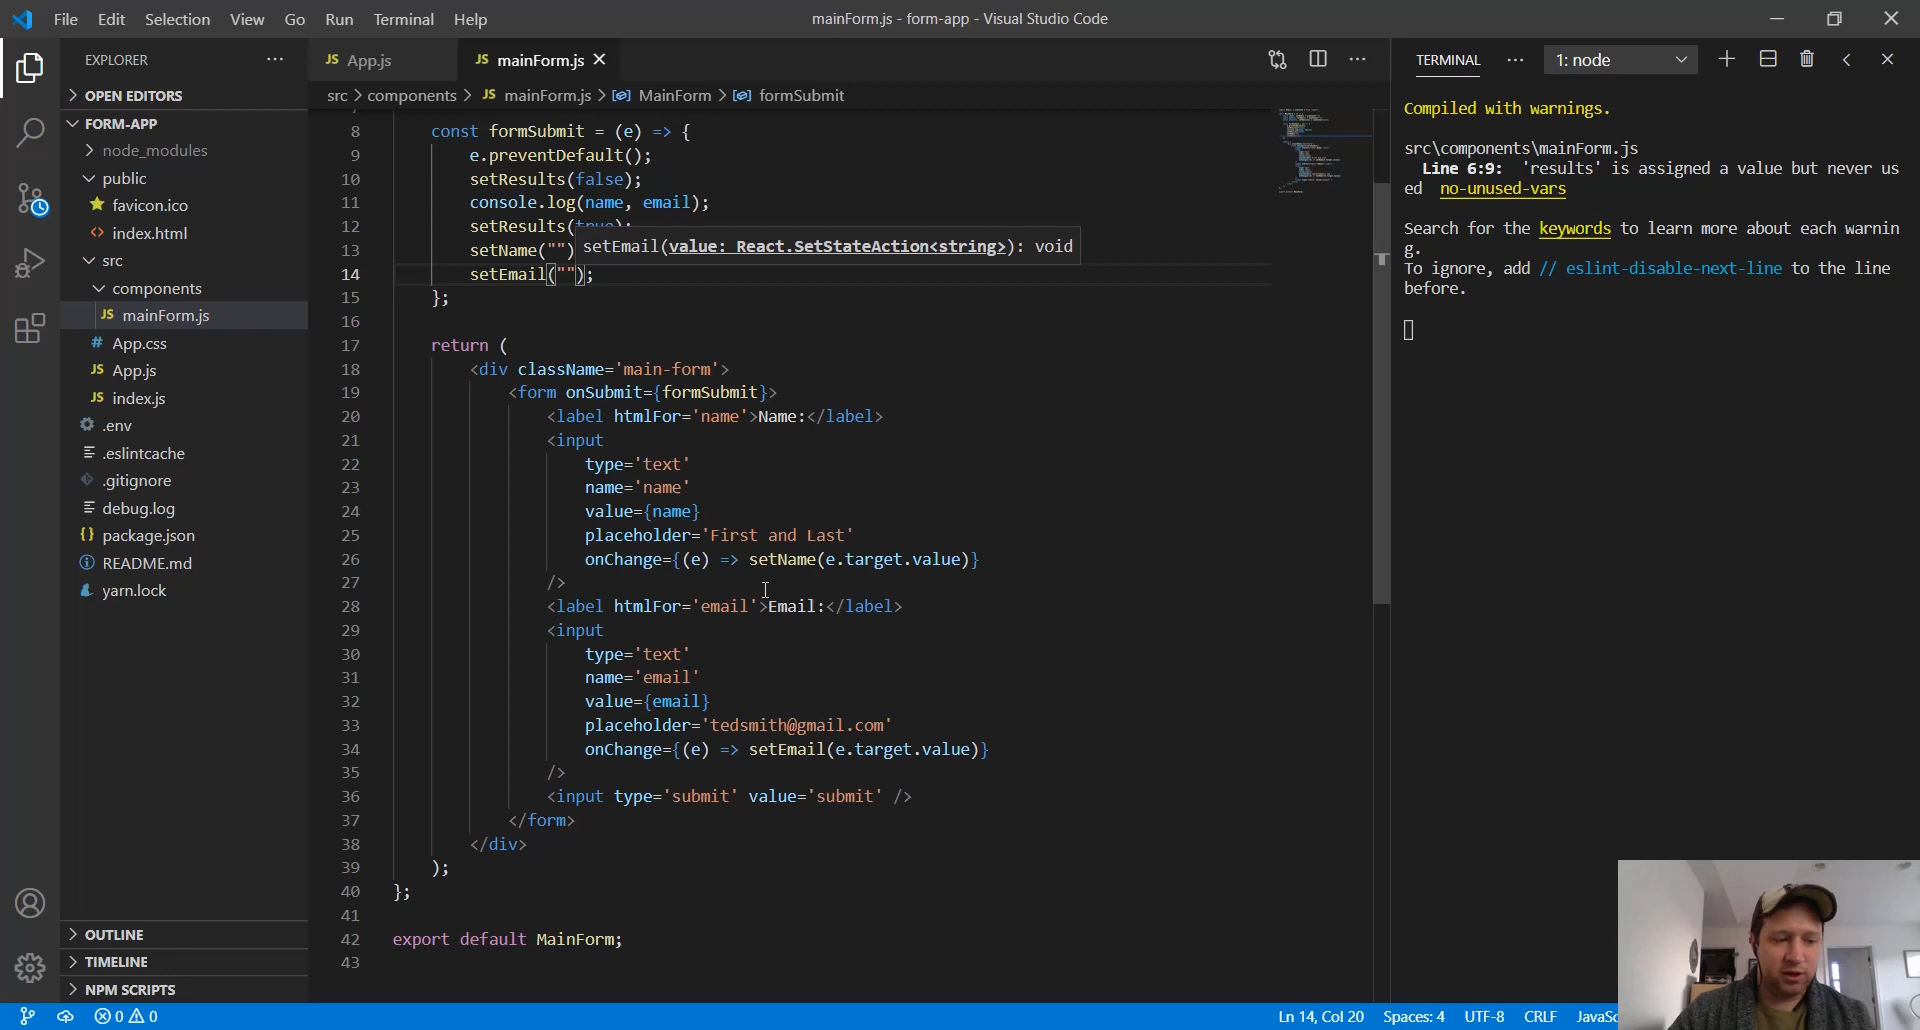 File Edit Selection View Go Run Terminal Help
mainForm.js - form-app - Visual Studio Code
EXPLORER
OPEN EDITORS
FORM-APP
node_modules
public
favicon.ico
index.html
src
components
JS mainForm.js
# App.css
JS App.js
JS index.js
.env
.eslintcache
.gitignore
debug.log
{} package.json
README.md
yarn.lock
OUTLINE
TIMELINE
NPM SCRIPTS
JS App.js
JS mainForm.js
src > components > JS mainForm.js > MainForm > formSubmit
8 const formSubmit = (e) => {
9 e.preventDefault();
10 setResults(false);
11 console.log(name, email);
12 setResults(true);
13 setName("")
setEmail(value: React.SetStateAction<string>): void
14 setEmail("");
15 };
16
17 return (
18 <div className='main-form'>
19 <form onSubmit={formSubmit}>
20 <label htmlFor='name'>Name:</label>
21 <input
22 type='text'
23 name='name'
24 value={name}
25 placeholder='First and Last'
26 onChange={(e) => setName(e.target.value)}
27 />
28 <label htmlFor='email'>Email:</label>
29 <input
30 type='text'
31 name='email'
32 value={email}
33 placeholder='tedsmith@gmail.com'
34 onChange={(e) => setEmail(e.target.value)}
35 />
36 <input type='submit' value='submit' />
37 </form>
38 </div>
39 );
40 };
41
42 export default MainForm;
43
TERMINAL
1: node
Compiled with warnings.
src\components\mainForm.js
Line 6:9: 'results' is assigned a value but never us
ed no-unused-vars
Search for the keywords to learn more about each warnin
g.
To ignore, add // eslint-disable-next-line to the line
before.
0 0
Ln 14, Col 20 Spaces: 4 UTF-8 CRLF JavaSc